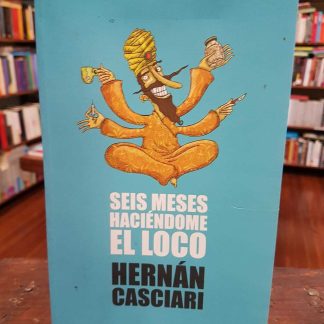 SEIS MESES
HACIÉNDOME
EL LOCO
HERNÁN
CASCIARI